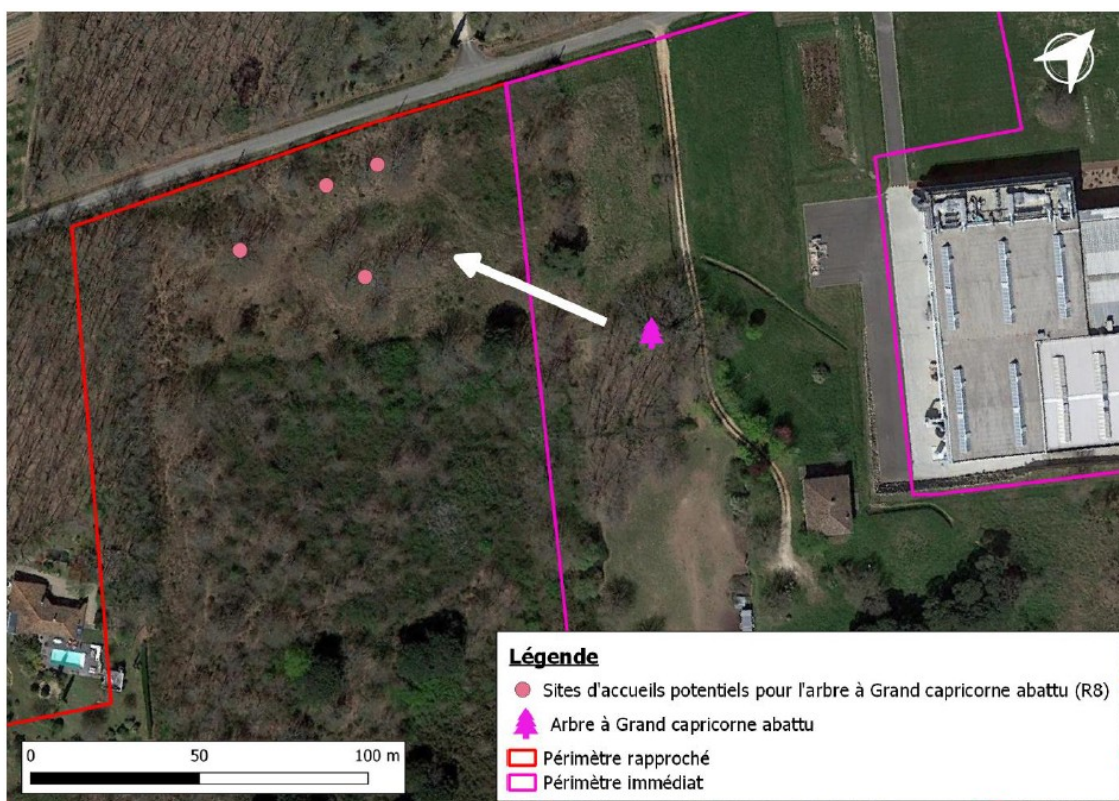 Légende
Sites d'accueils potentiels pour l'arbre à Grand capricorne abattu (R8)
Arbre à Grand capricorne abattu
Périmètre rapproché
Périmètre immédiat
0 50 100 m